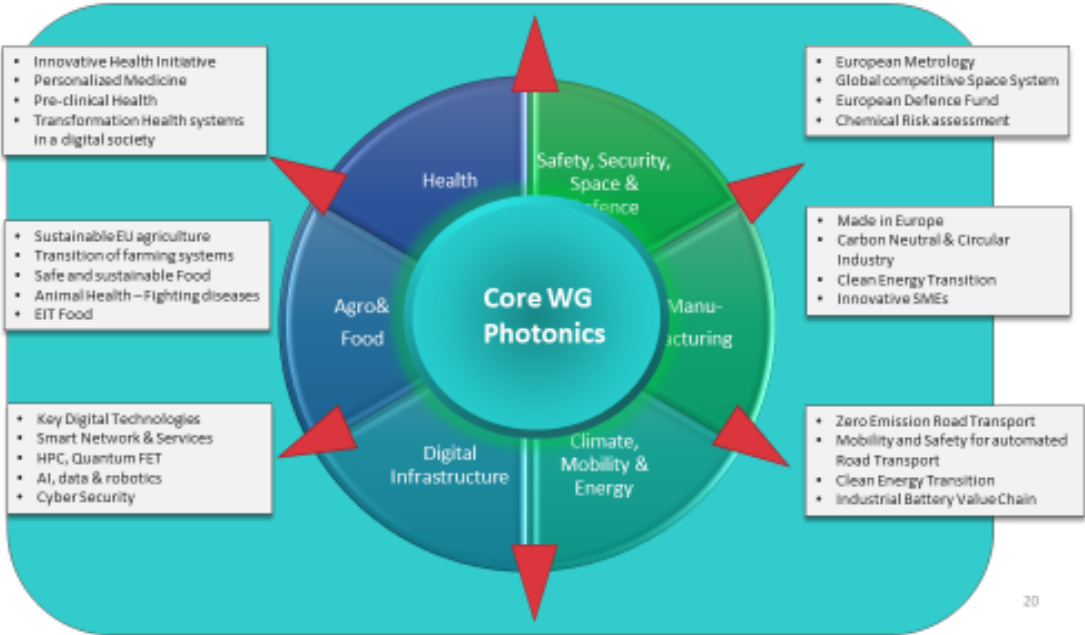 • Innovative Health Initiative
• Personalized Medicine
• Pre-clinical Health
• Transformation Health systems
in a digital society
• Sustainable EU agriculture
• Transition of farming systems
• Safe and sustainable Food
• Animal Health – Fighting diseases
• EIT Food
• Key Digital Technologies
• Smart Network & Services
• HPC, Quantum FET
• AI, data & robotics
• Cyber Security
Health
Safety, Security,
Space &
efence
Agro&
Food
Core WG
Photonics
Manu-
acturing
Digital
Infrastructure
Climate,
Mobility &
Energy
• European Metrology
• Global competitive Space System
• European Defence Fund
• Chemical Risk assessment
• Made in Europe
• Carbon Neutral & Circular
Industry
• Clean Energy Transition
• Innovative SMEs
• Zero Emission Road Transport
• Mobility and Safety for automated
Road Transport
• Clean Energy Transition
• Industrial Battery Value Chain
20